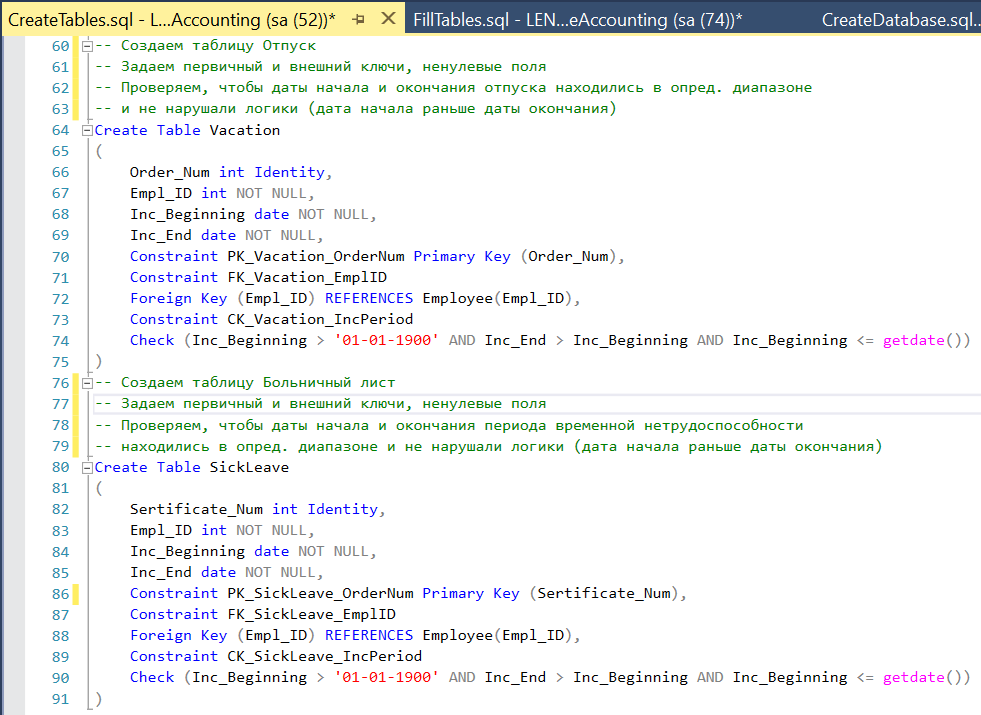 CreateTables.sql - L...Accounting (sa (52))* FillTables.sql - LEN...eAccounting (sa (74))* CreateDatabase.sql...
60 -- Создаем таблицу Отпуск
61 -- Задаем первичный и внешний ключи, ненулевые поля
62 -- Проверяем, чтобы даты начала и окончания отпуска находились в опред. диапазоне
63 -- и не нарушали логики (дата начала раньше даты окончания)
64 Create Table Vacation
65 (
66 Order_Num int Identity,
67 Empl_ID int NOT NULL,
68 Inc_Beginning date NOT NULL,
69 Inc_End date NOT NULL,
70 Constraint PK_Vacation_OrderNum Primary Key (Order_Num),
71 Constraint FK_Vacation_EmplID
72 Foreign Key (Empl_ID) REFERENCES Employee(Empl_ID),
73 Constraint CK_Vacation_IncPeriod
74 Check (Inc_Beginning > '01-01-1900' AND Inc_End > Inc_Beginning AND Inc_Beginning <= getdate())
75 )
76 -- Создаем таблицу Больничный лист
77 -- Задаем первичный и внешний ключи, ненулевые поля
78 -- Проверяем, чтобы даты начала и окончания периода временной нетрудоспособности
79 -- находились в опред. диапазоне и не нарушали логики (дата начала раньше даты окончания)
80 Create Table SickLeave
81 (
82 Sertificate_Num int Identity,
83 Empl_ID int NOT NULL,
84 Inc_Beginning date NOT NULL,
85 Inc_End date NOT NULL,
86 Constraint PK_SickLeave_OrderNum Primary Key (Sertificate_Num),
87 Constraint FK_SickLeave_EmplID
88 Foreign Key (Empl_ID) REFERENCES Employee(Empl_ID),
89 Constraint CK_SickLeave_IncPeriod
90 Check (Inc_Beginning > '01-01-1900' AND Inc_End > Inc_Beginning AND Inc_Beginning <= getdate())
91 )